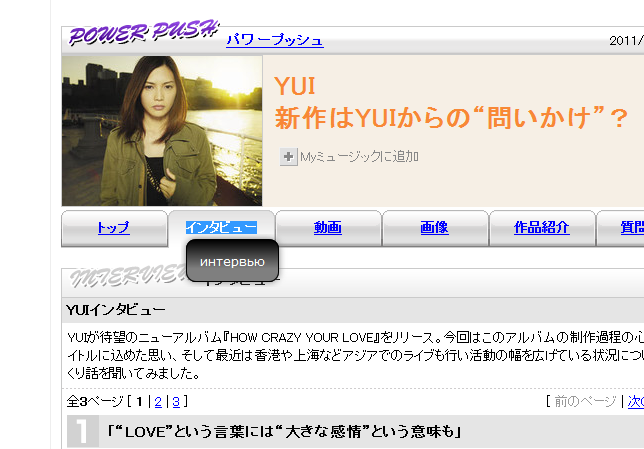 POWER PUSH パワープッシュ 2011/
YUI
新作はYUIからの“問いかけ”？
Myミュージックに追加
トップ インタビュー 動画 画像 作品紹介 質問
интервью
INTERVIEW
YUIインタビュー
YUIが待望のニューアルバム『HOW CRAZY YOUR LOVE』をリリース。今回はこのアルバムの制作過程の心
イトルに込めた思い、そして最近は香港や上海などアジアでのライブも行い活動の幅を広げている状況につい
くり話を聞いてみました。
全3ページ [ 1 | 2 | 3 ] [ 前のページ | 次の
1 「“LOVE”という言葉には“大きな感情”という意味も」